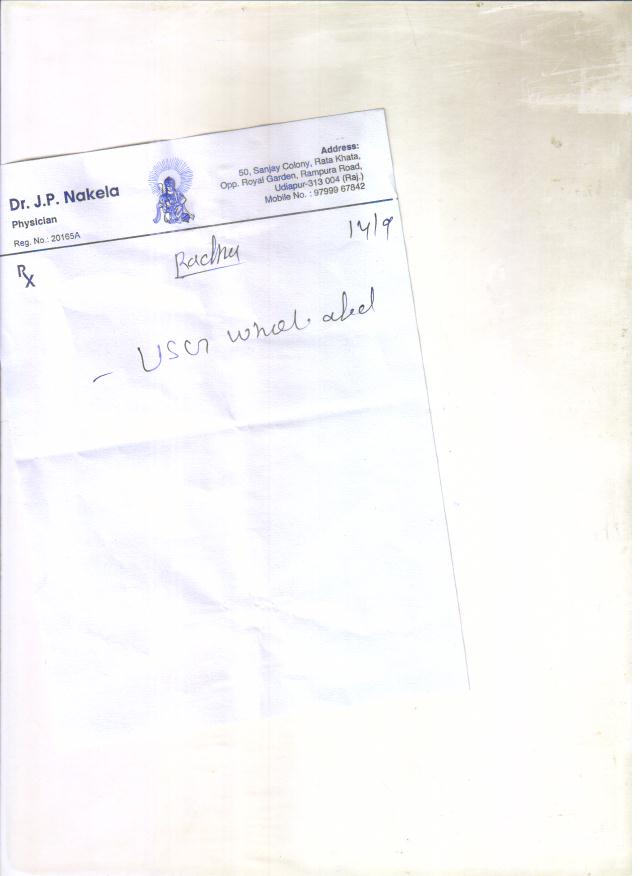 Dr. J.P. Nakela
Physician
Reg. No.: 20165A
Address:
50, Sanjay Colony, Rata Khata,
Opp. Royal Garden, Rampura Road,
Udiapur-313 004 (Raj.)
Mobile No. : 97999 67842
Rx
Radha
14/9
- USG whole abd